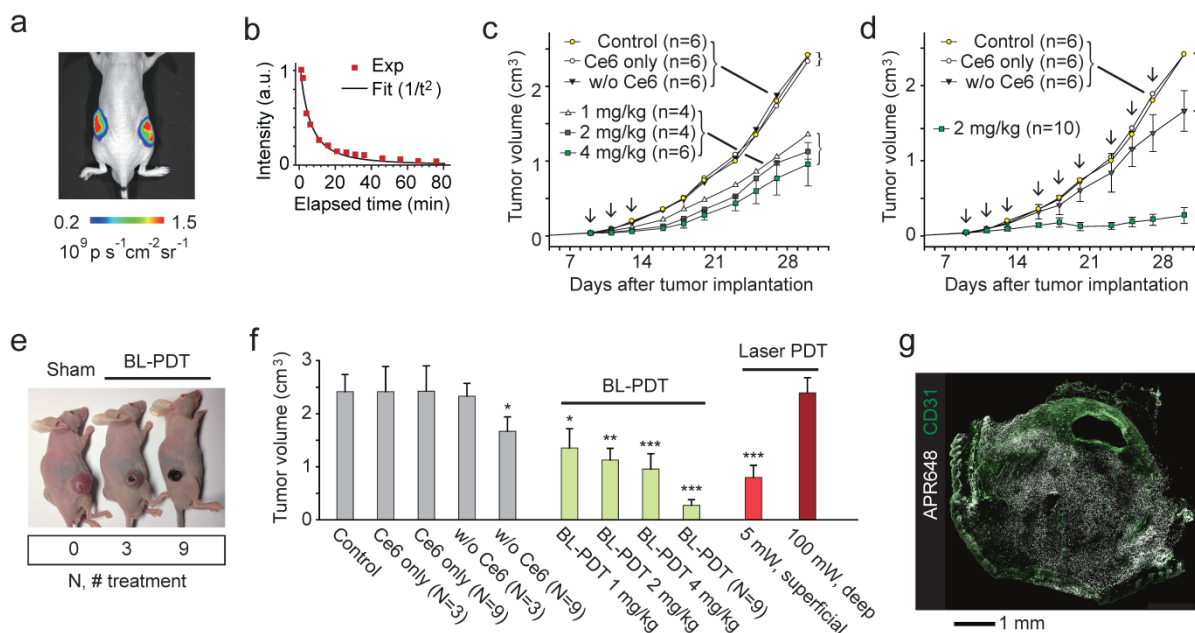 a
0.2 1.5
10⁹ p s⁻¹cm⁻²sr⁻¹
b
Intensity (a.u.)
1
0
Exp
Fit (1/t²)
0 20 40 60 80
Elapsed time (min)
c
Tumor volume (cm³)
2
1
0
Control (n=6)
Ce6 only (n=6)
w/o Ce6 (n=6)
1 mg/kg (n=4)
2 mg/kg (n=4)
4 mg/kg (n=6)
7 14 21 28
Days after tumor implantation
d
Tumor volume (cm³)
2
1
0
Control (n=6)
Ce6 only (n=6)
w/o Ce6 (n=6)
2 mg/kg (n=10)
7 14 21 30
Days after tumor implantation
e
Sham BL-PDT
0 3 9
N, # treatment
f
Tumor volume (cm³)
3
2
1
0
BL-PDT
Laser PDT
* * ** *** *** ***
Control
Ce6 only (N=3)
Ce6 only (N=9)
w/o Ce6 (N=3)
w/o Ce6 (N=9)
BL-PDT 1 mg/kg
BL-PDT 2 mg/kg
BL-PDT 4 mg/kg
BL-PDT (N=9)
5 mW, superficial
100 mW, deep
g
APR648 CD31
1 mm